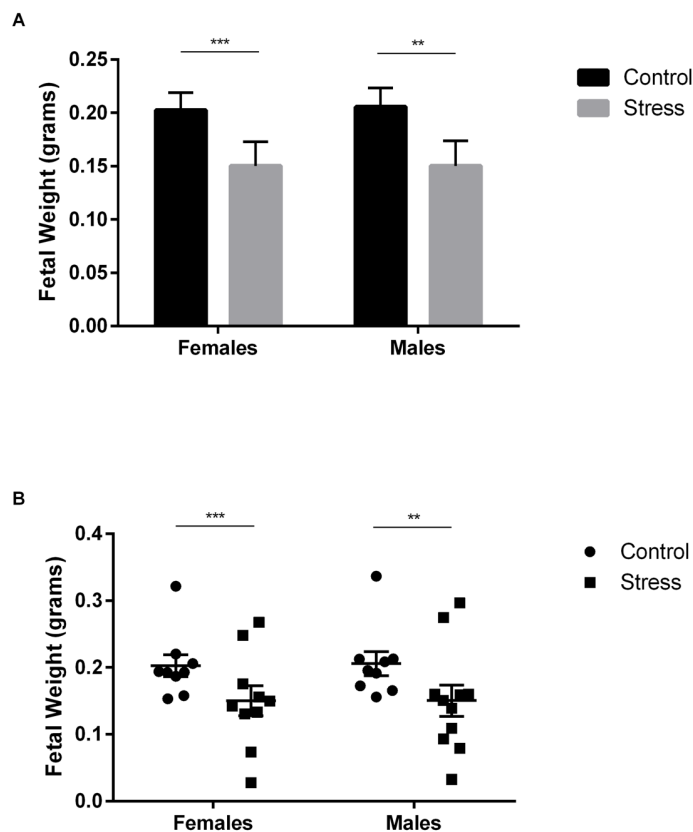 A
*** **
0.25
0.20
0.15
0.10
0.05
0.00
Fetal Weight (grams)
Females Males
Control
Stress
B
*** **
0.4
0.3
0.2
0.1
0.0
Fetal Weight (grams)
Females Males
Control
Stress